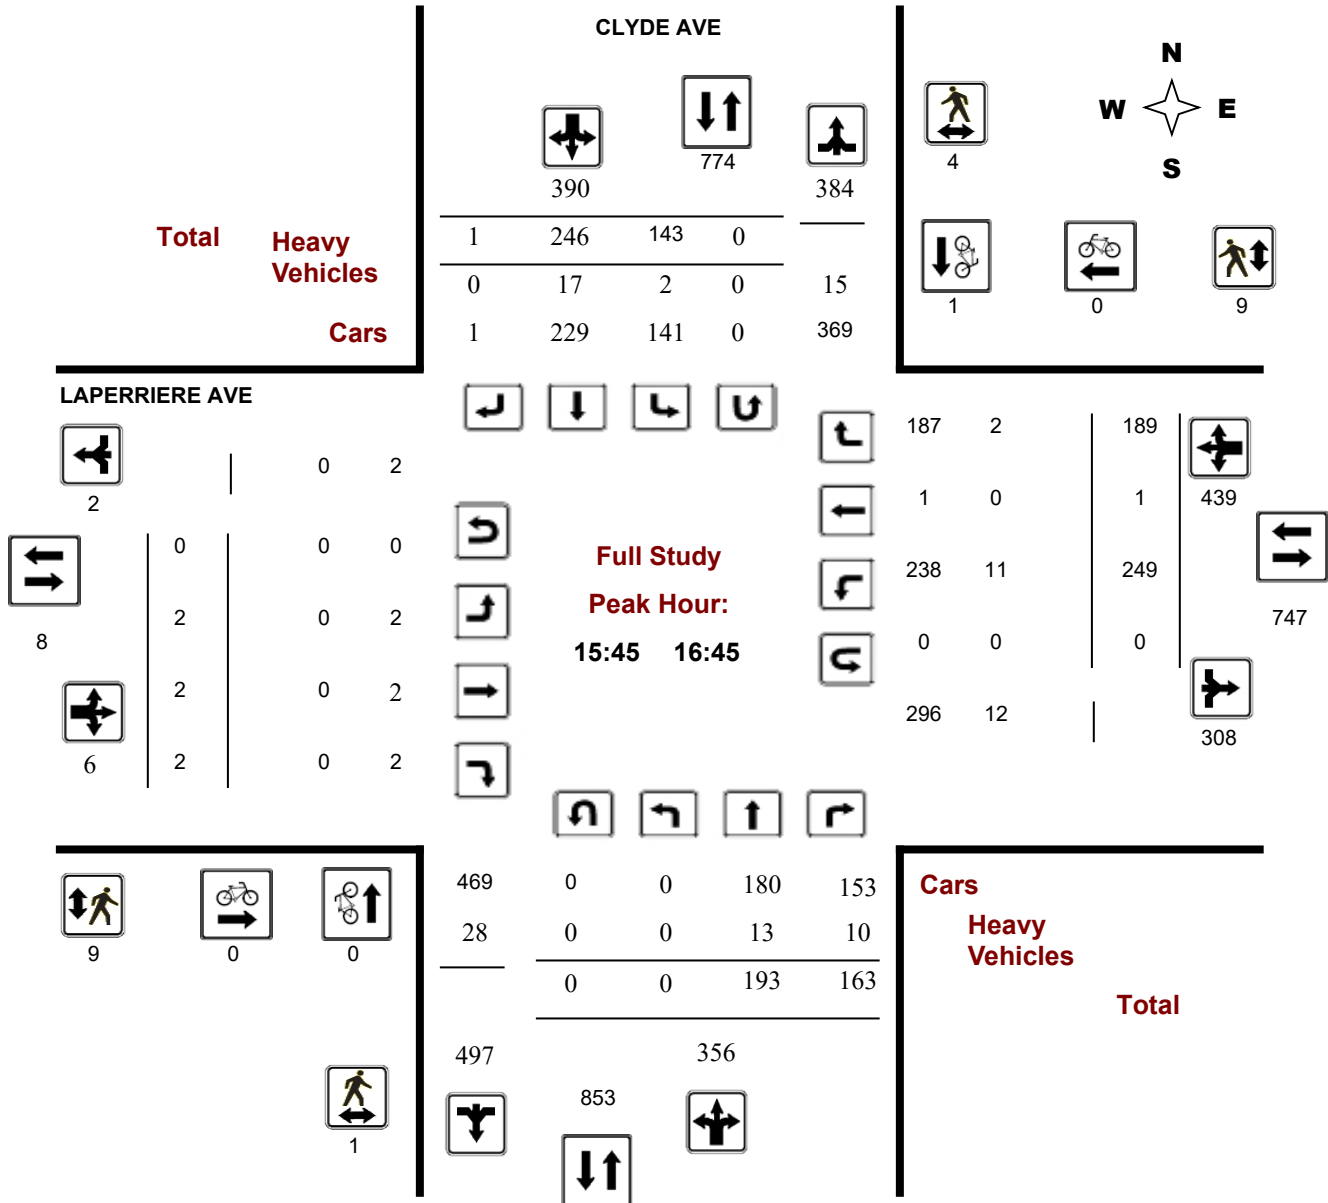 CLYDE AVE
N
W E
S
774
4
390 384
Total Heavy Vehicles
1 246 143 0
0 17 2 0 15
1 0 9
Cars 1 229 141 0 369
LAPERRIERE AVE
187 2 189
0 2
2
1 0 1 439
0 0 0
Full Study
238 11 249
Peak Hour:
2 0 2
747
8
15:45 16:45
0 0 0
2 0 2
296 12
308
6 2 0 2
469 0 0 180 153 Cars
28 0 0 13 10 Heavy Vehicles
9 0 0
0 0 193 163
Total
497 356
853
1